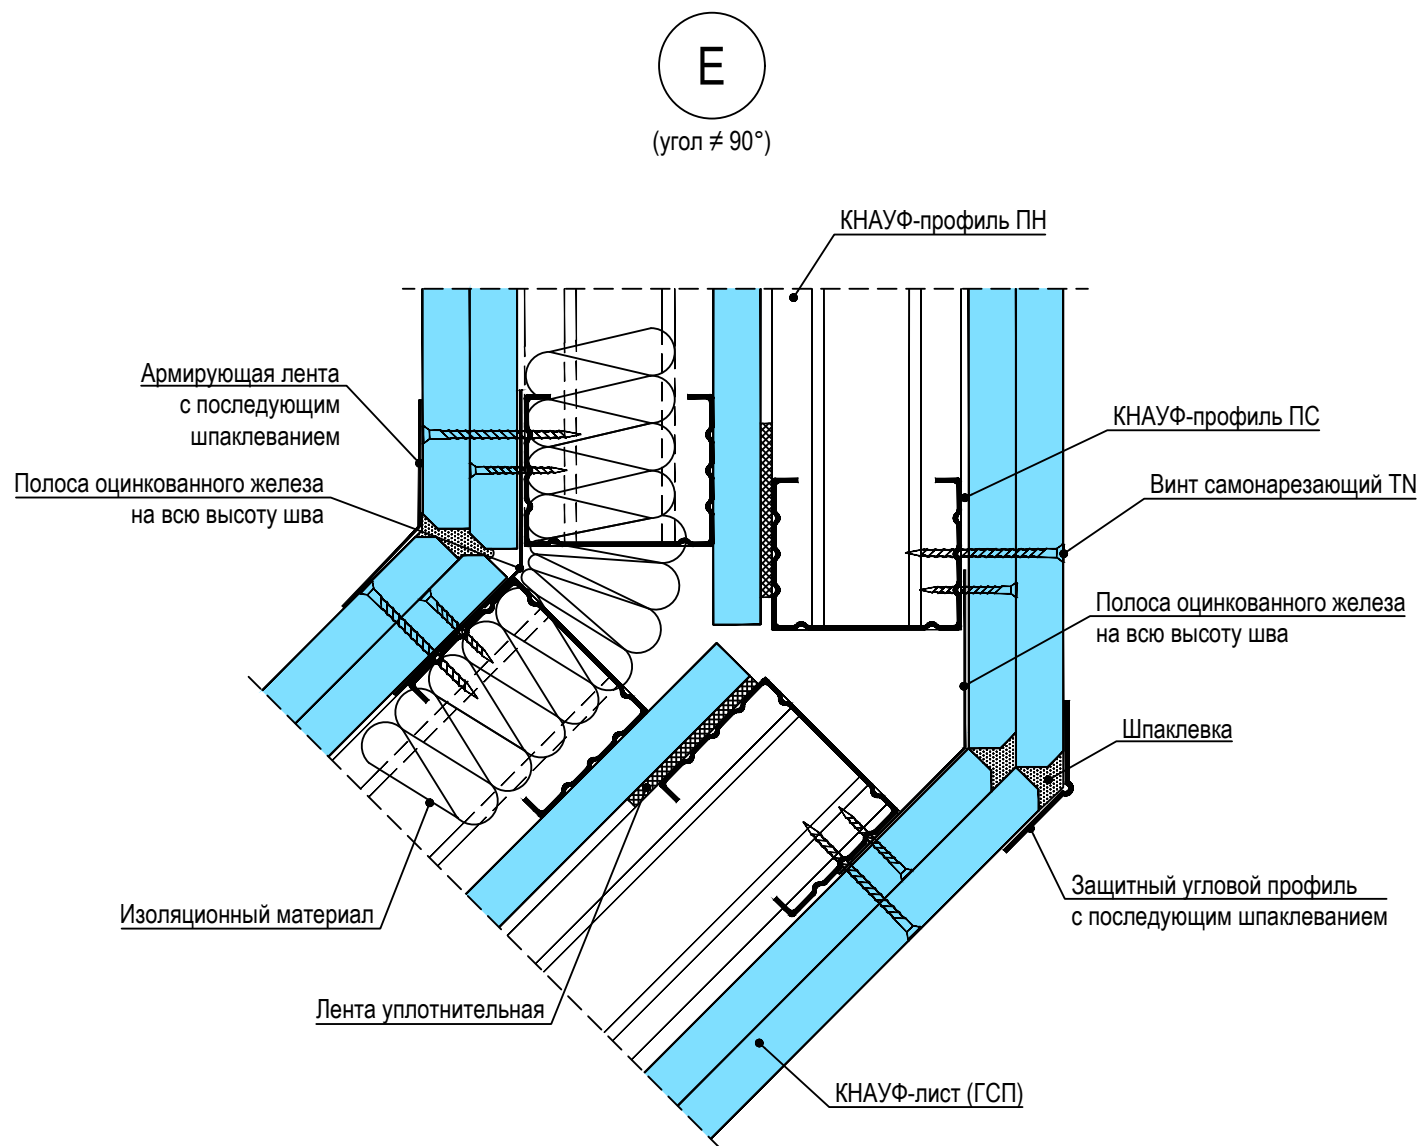 E
(угол ≠ 90°)
КНАУФ-профиль ПН
Армирующая лента
с последующим
шпаклеванием
КНАУФ-профиль ПС
Полоса оцинкованного железа
на всю высоту шва
Винт самонарезающий TN
Полоса оцинкованного железа
на всю высоту шва
Шпаклевка
Защитный угловой профиль
с последующим шпаклеванием
Изоляционный материал
Лента уплотнительная
КНАУФ-лист (ГСП)